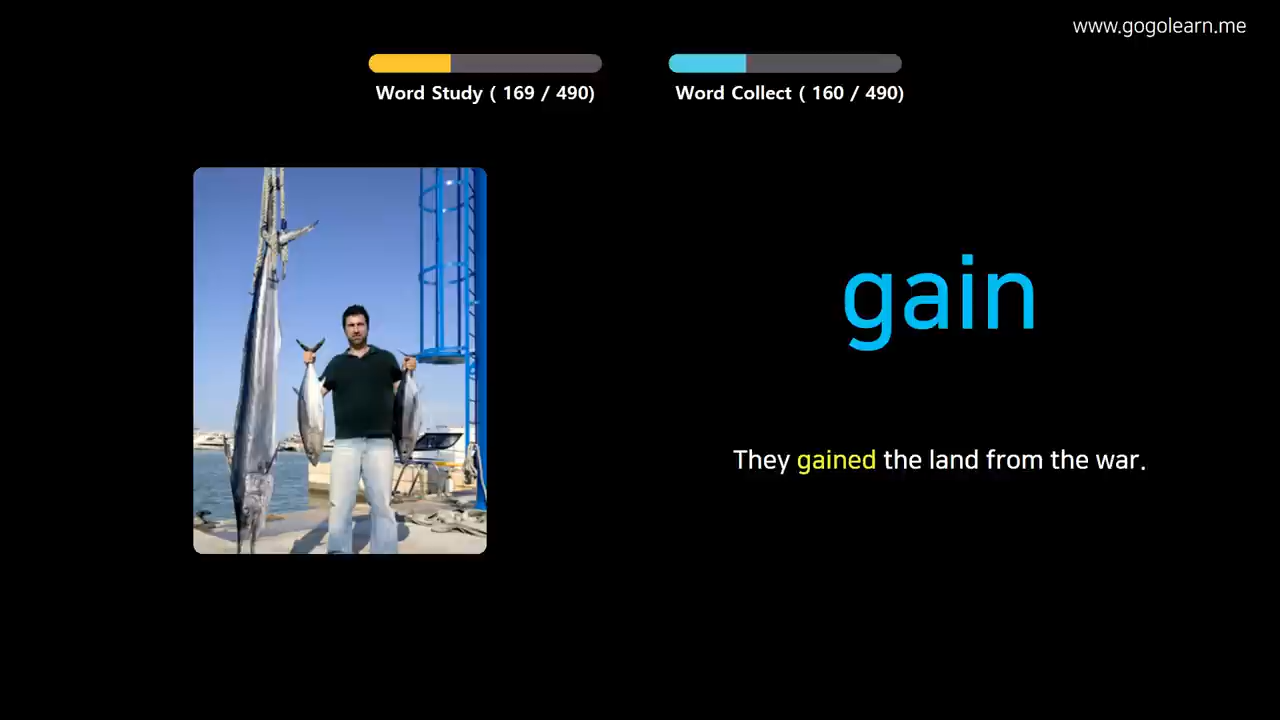 www.gogolearn.me
Word Study ( 169 / 490)
Word Collect ( 160 / 490)
gain
They gained the land from the war.